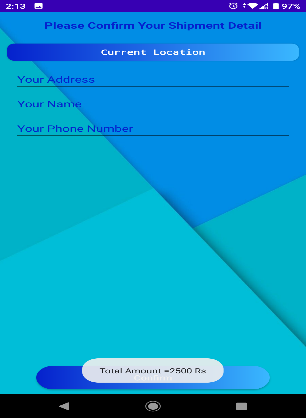 2:13
97%
Please Confirm Your Shipment Detail
Current Location
Your Address
Your Name
Your Phone Number
Total Amount =2500 Rs